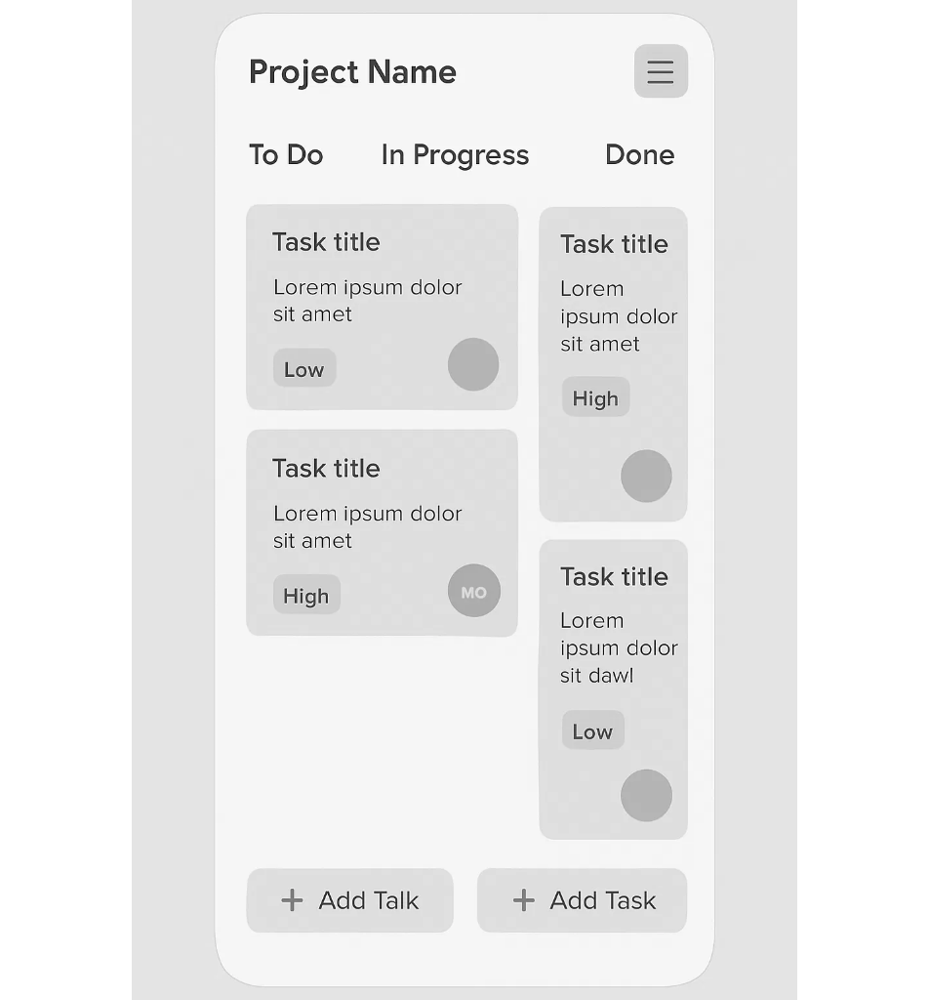 Project Name
To Do
In Progress
Done
Task title
Lorem ipsum dolor
sit amet
Low
Task title
Lorem ipsum dolor
sit amet
High
MO
Task title
Lorem
ipsum dolor
sit amet
High
Task title
Lorem
ipsum dolor
sit dawl
Low
+ Add Talk
+ Add Task